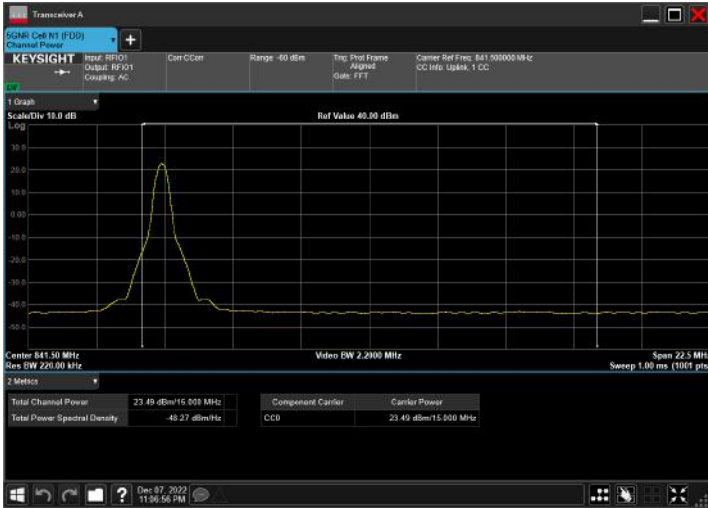 Transceiver A
5GNR Cell N1 (FDD)
Channel Power
KEYSIGHT
Input: RFIO1
Output: RFIO1
Coupling: AC
Corr CCorr
Range -60 dBm
Trig: Prot Frame
Aligned
Gate: FFT
Carrier Ref Freq: 841.500000 MHz
CC Info: Uplink, 1 CC
1 Graph
Scale/Div 10.0 dB
Ref Value 40.00 dBm
Log
30.0
20.0
10.0
0.00
-10.0
-20.0
-30.0
-40.0
-50.0
Center 841.50 MHz
Video BW 2.2000 MHz
Span 22.5 MHz
Res BW 220.00 kHz
Sweep 1.00 ms (1001 pts
2 Metrics
Total Channel Power 23.49 dBm/15.000 MHz
Total Power Spectral Density -48.27 dBm/Hz
Component Carrier Carrier Power
CC0 23.49 dBm/15.000 MHz
?
Dec 07, 2022
11:06:56 PM